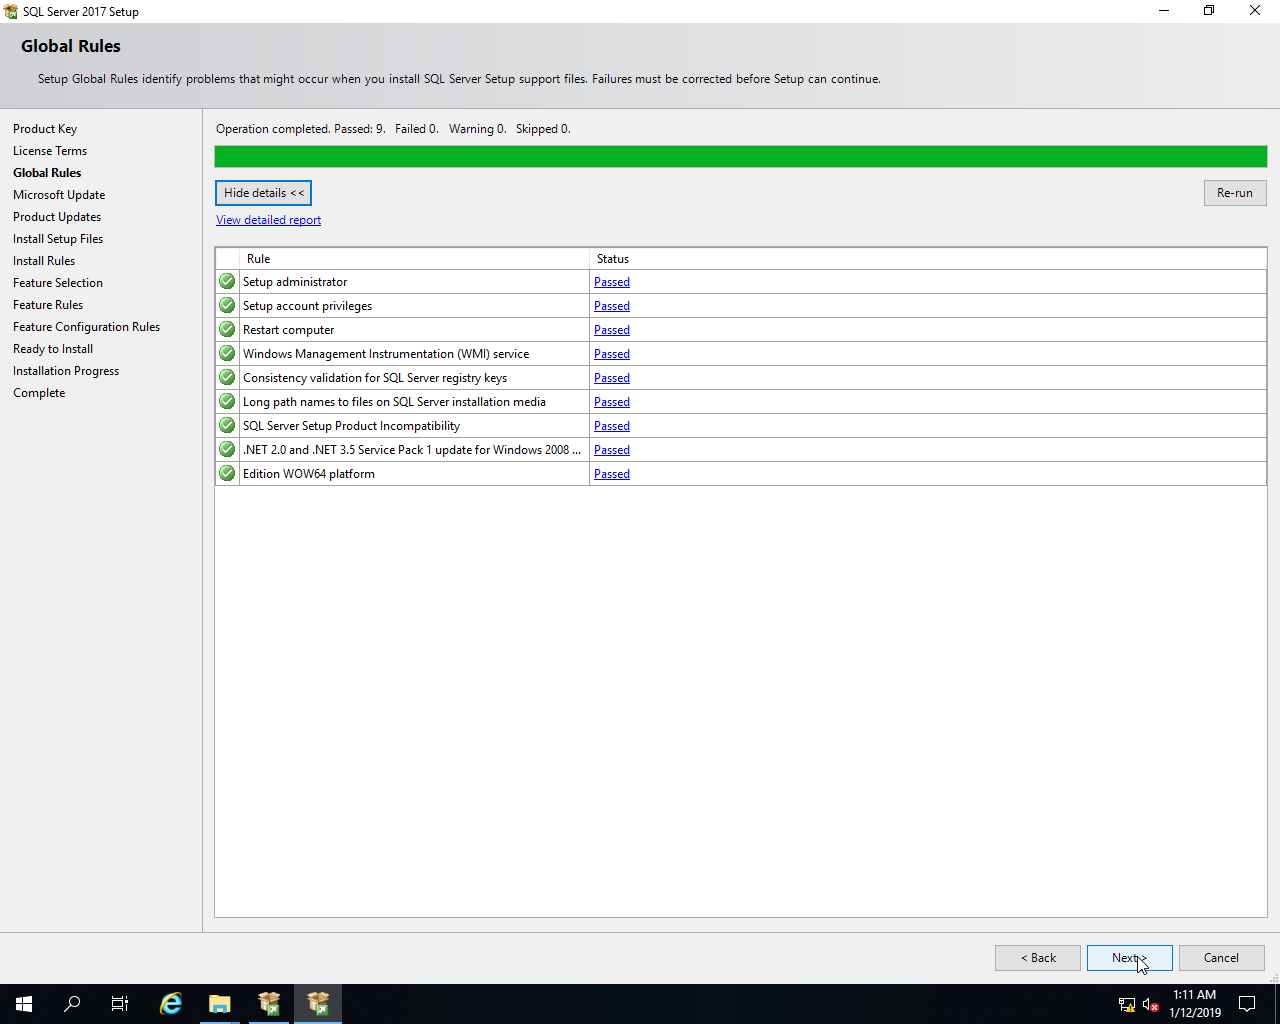 SQL Server 2017 Setup
Global Rules
Setup Global Rules identify problems that might occur when you install SQL Server Setup support files. Failures must be corrected before Setup can continue.
Product Key
License Terms
Global Rules
Microsoft Update
Product Updates
Install Setup Files
Install Rules
Feature Selection
Feature Rules
Feature Configuration Rules
Ready to Install
Installation Progress
Complete
Operation completed. Passed: 9. Failed 0. Warning 0. Skipped 0.
Hide details <<
Re-run
View detailed report
Rule Status
Setup administrator Passed
Setup account privileges Passed
Restart computer Passed
Windows Management Instrumentation (WMI) service Passed
Consistency validation for SQL Server registry keys Passed
Long path names to files on SQL Server installation media Passed
SQL Server Setup Product Incompatibility Passed
.NET 2.0 and .NET 3.5 Service Pack 1 update for Windows 2008 ... Passed
Edition WOW64 platform Passed
< Back Next > Cancel
1:11 AM
1/12/2019